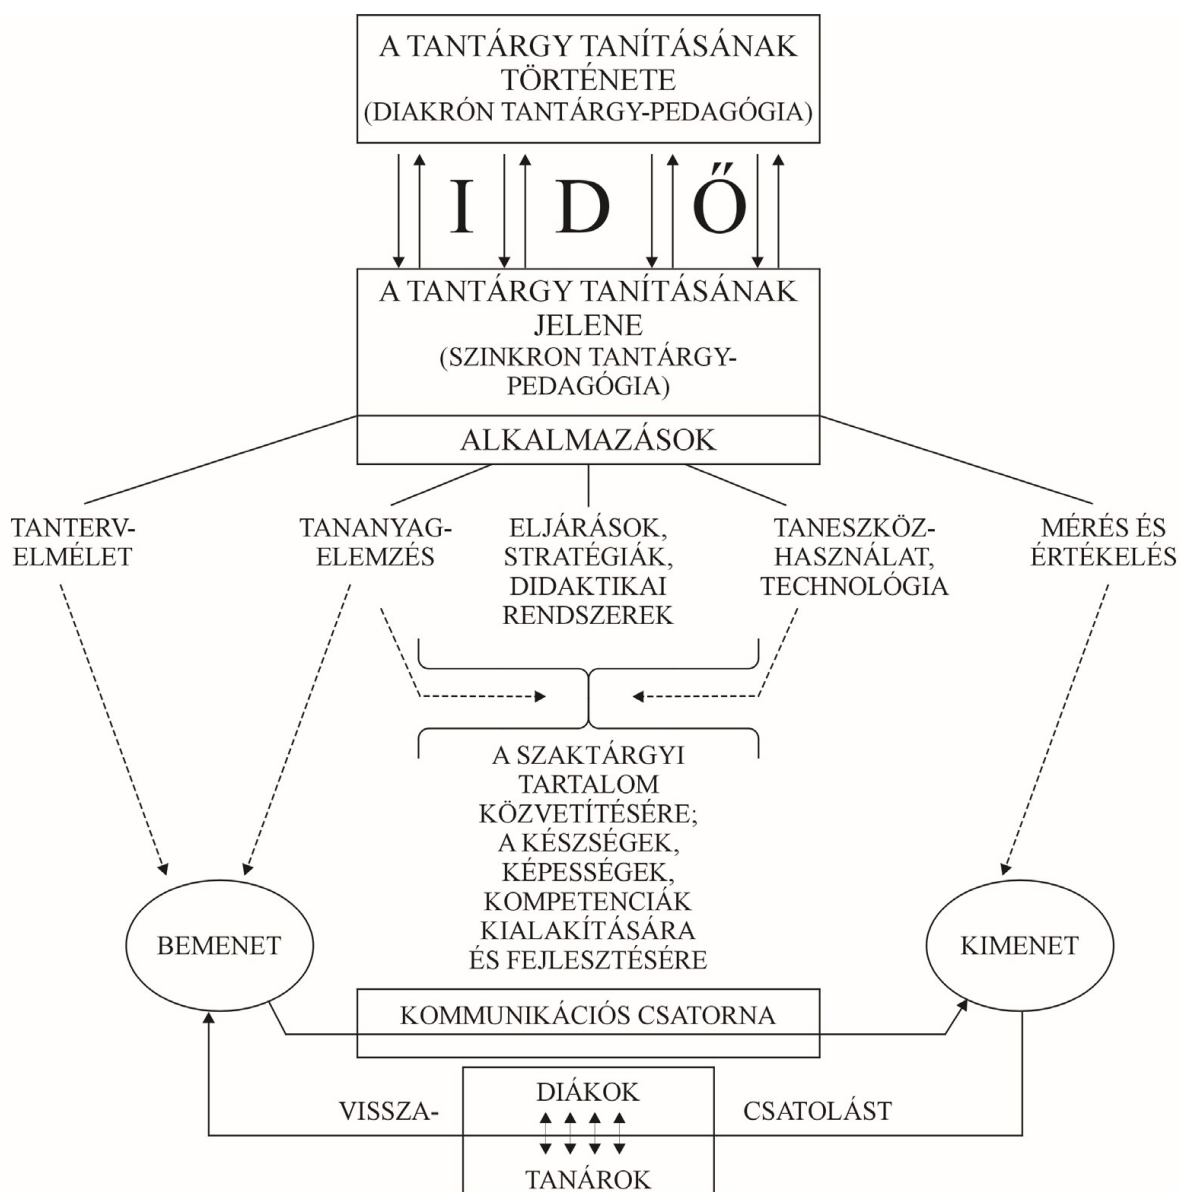 A TANTÁRGY TANÍTÁSÁNAK
TÖRTÉNETE
(DIAKRÓN TANTÁRGY-PEDAGÓGIA)
I D Ő
A TANTÁRGY TANÍTÁSÁNAK
JELENE
(SZINKRON TANTÁRGY-
PEDAGÓGIA)
ALKALMAZÁSOK
TANTERV-
ELMÉLET
TANANYAG-
ELEMZÉS
ELJÁRÁSOK,
STRATÉGIÁK,
DIDAKTIKAI
RENDSZEREK
TANESZKÖZ-
HASZNÁLAT,
TECHNOLÓGIA
MÉRÉS ÉS
ÉRTÉKELÉS
A SZAKTÁRGYI
TARTALOM
KÖZVETÍTÉSÉRE;
A KÉSZSÉGEK,
KÉPESSÉGEK,
KOMPETENCIÁK
KIALAKÍTÁSÁRA
ÉS FEJLESZTÉSÉRE
BEMENET
KIMENET
KOMMUNIKÁCIÓS CSATORNA
VISSZA-
DIÁKOK
CSATOLÁST
TANÁROK